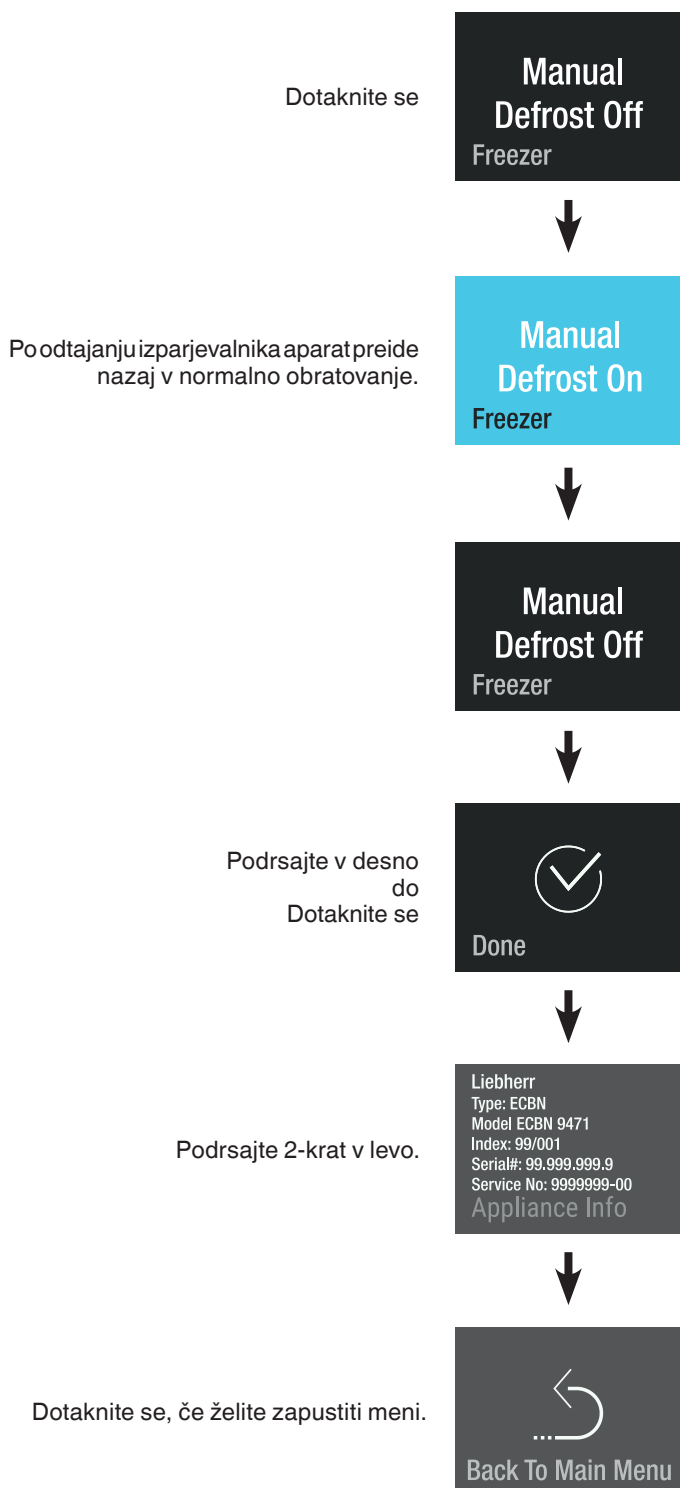 Dotaknite se
Manual
Defrost Off
Freezer
Po odtajanju izparjevalnika aparat preide
nazaj v normalno obratovanje.
Manual
Defrost On
Freezer
Manual
Defrost Off
Freezer
Podrsajte v desno
do
Dotaknite se
Done
Podrsajte 2-krat v levo.
Liebherr
Type: ECBN
Model ECBN 9471
Index: 99/001
Serial#: 99.999.999.9
Service No: 9999999-00
Appliance Info
Dotaknite se, če želite zapustiti meni.
Back To Main Menu